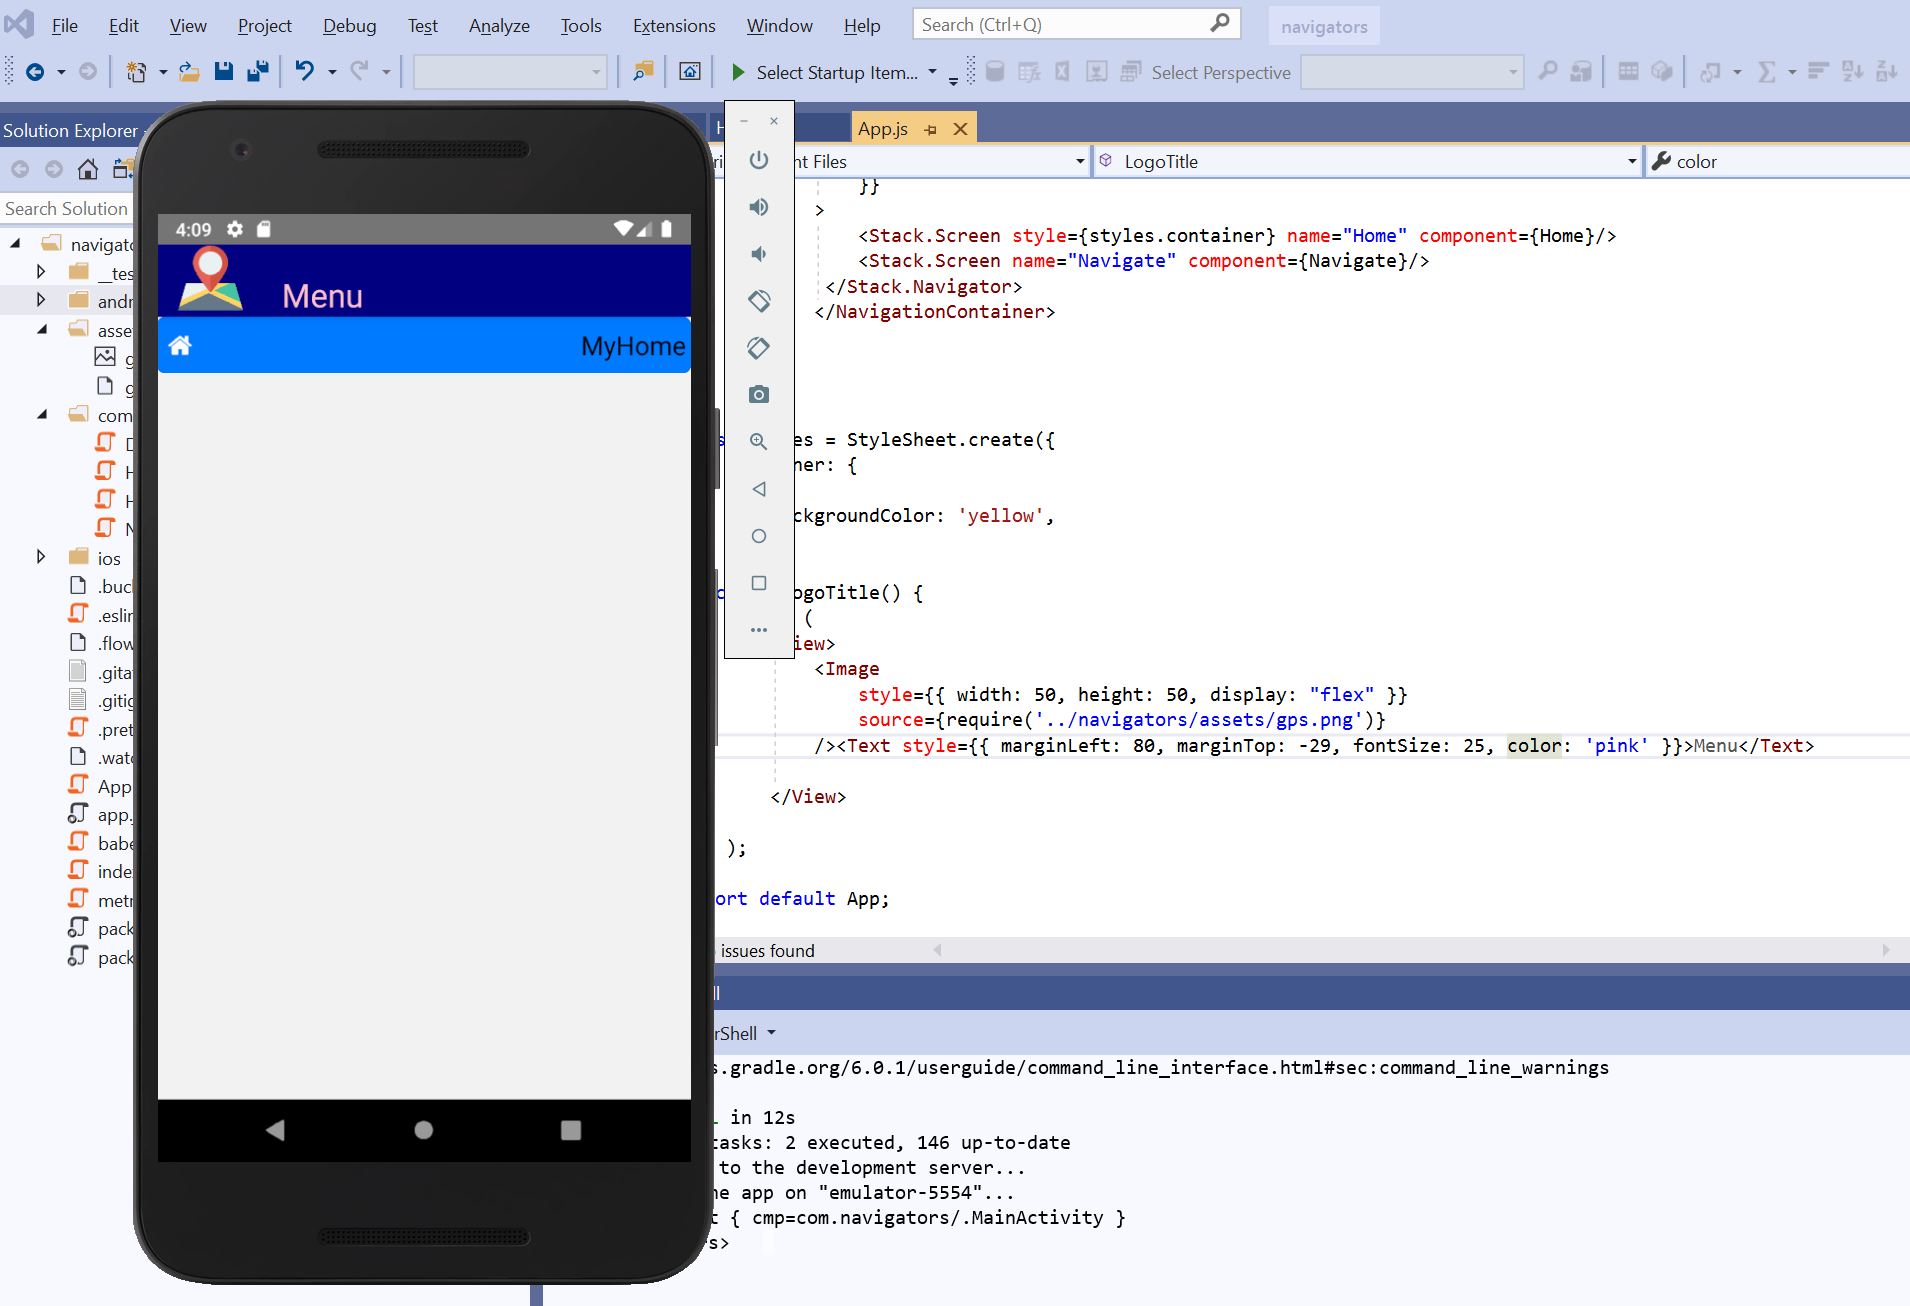 File Edit View Project Debug Test Analyze Tools Extensions Window Help Search (Ctrl+Q) navigators
Select Startup Item... Select Perspective
Solution Explorer
App.js
Search Solution
nt Files LogoTitle color
navigato
__tes
andr
asse
g
g
com
D
H
H
N
ios
.buc
.eslin
.flow
.gita
.gitig
.pret
.watc
App
app.
babe
inde
metr
pack
pack
4:09
Menu
MyHome
}}
>
<Stack.Screen style={styles.container} name="Home" component={Home}/>
<Stack.Screen name="Navigate" component={Navigate}/>
</Stack.Navigator>
</NavigationContainer>
es = StyleSheet.create({
ner: {
ckgroundColor: 'yellow',
ogoTitle() {
(
iew>
<Image
style={{ width: 50, height: 50, display: "flex" }}
source={require('../navigators/assets/gps.png')}
/><Text style={{ marginLeft: 80, marginTop: -29, fontSize: 25, color: 'pink' }}>Menu</Text>
</View>
);
ort default App;
issues found
rShell
s.gradle.org/6.0.1/userguide/command_line_interface.html#sec:command_line_warnings
in 12s
tasks: 2 executed, 146 up-to-date
to the development server...
he app on "emulator-5554"...
t { cmp=com.navigators/.MainActivity }
s>